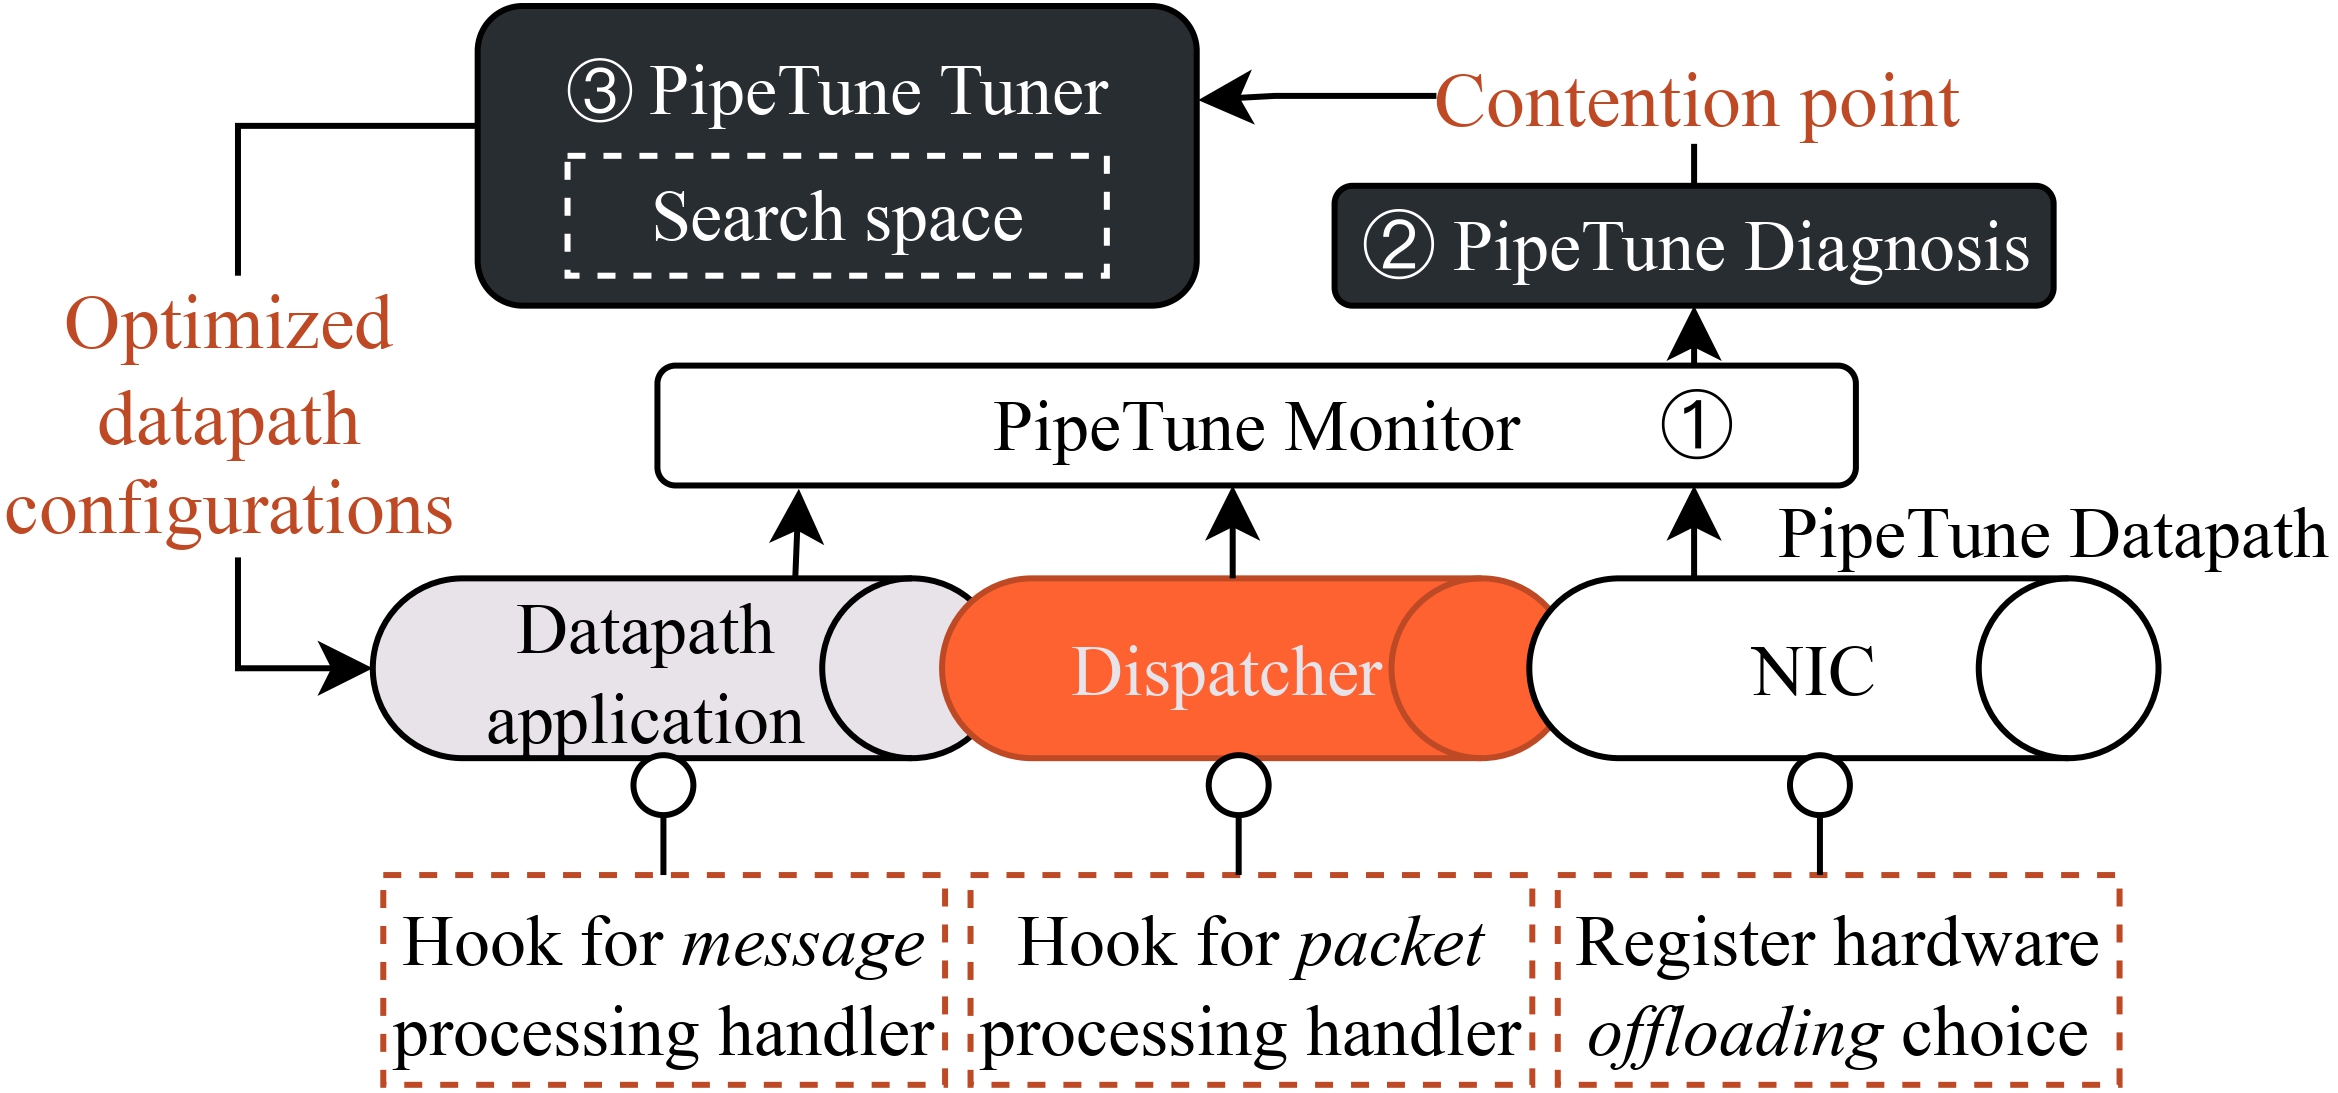 ③ PipeTune Tuner
Search space
Contention point
② PipeTune Diagnosis
Optimized
datapath
configurations
PipeTune Monitor ①
PipeTune Datapath
Datapath
application
Dispatcher
NIC
Hook for message
processing handler
Hook for packet
processing handler
Register hardware
offloading choice